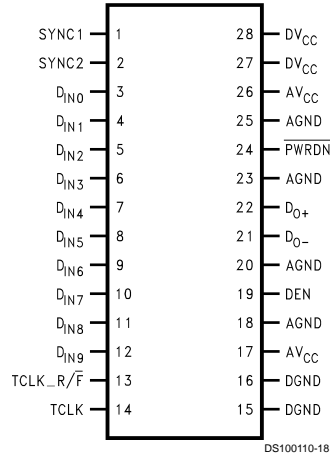 SYNC1 1 28 DVCC
SYNC2 2 27 DVCC
DIN0 3 26 AVCC
DIN1 4 25 AGND
DIN2 5 24 PWRDN
DIN3 6 23 AGND
DIN4 7 22 DO+
DIN5 8 21 DO−
DIN6 9 20 AGND
DIN7 10 19 DEN
DIN8 11 18 AGND
DIN9 12 17 AVCC
TCLK_R/F̅ 13 16 DGND
TCLK 14 15 DGND
DS100110-18